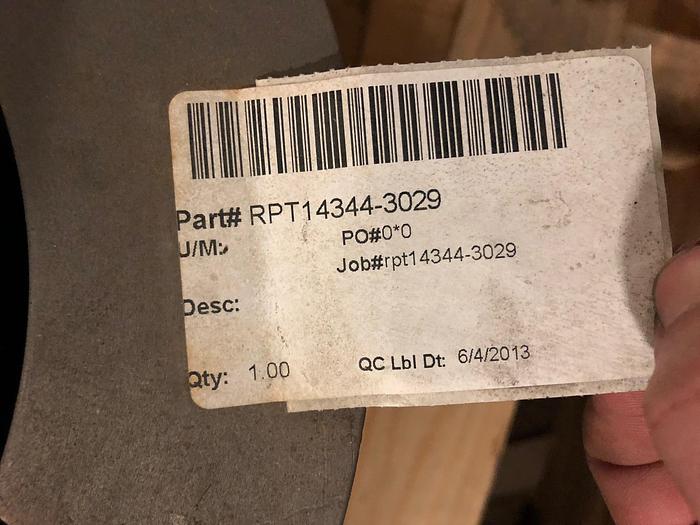 Part# RPT14344-3029
U/M:
PO#0*0
Job#rpt14344-3029
Desc:
Qty: 1.00
QC Lbl Dt: 6/4/2013